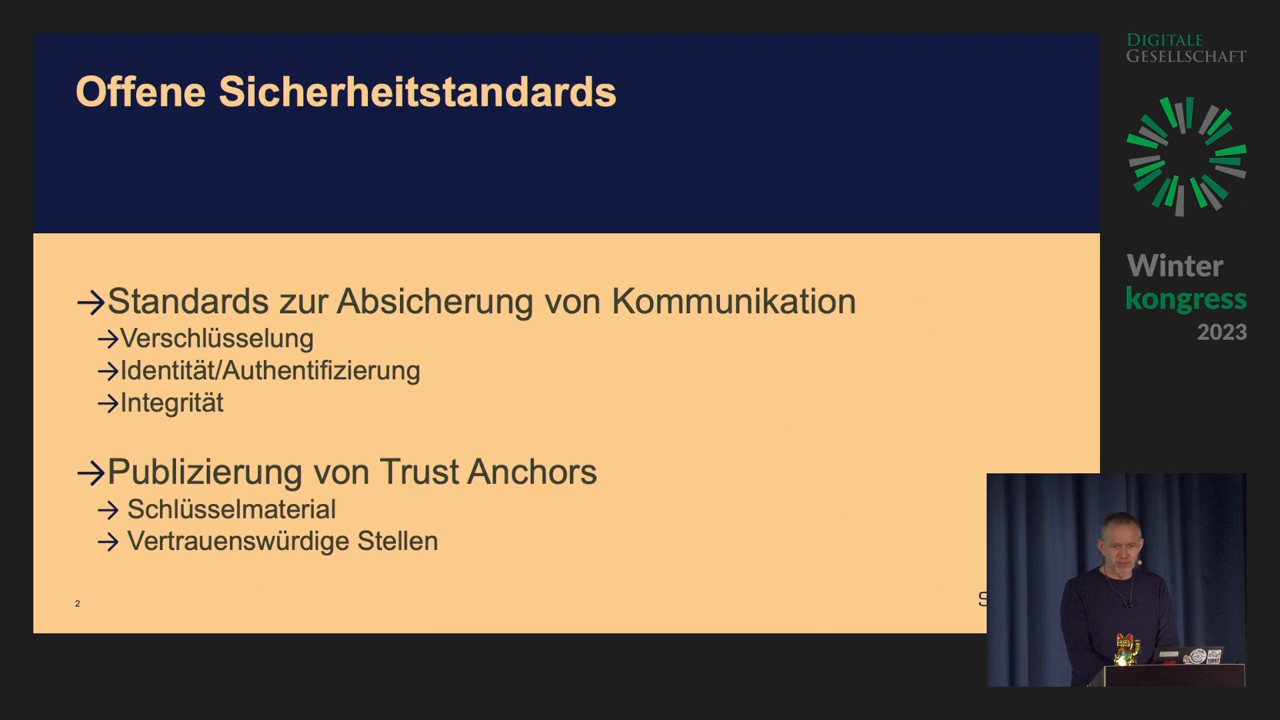 Offene Sicherheitstandards
→Standards zur Absicherung von Kommunikation
→Verschlüsselung
→Identität/Authentifizierung
→Integrität
→Publizierung von Trust Anchors
→ Schlüsselmaterial
→ Vertrauenswürdige Stellen
2
DIGITALE
GESELLSCHAFT
Winter
kongress
2023